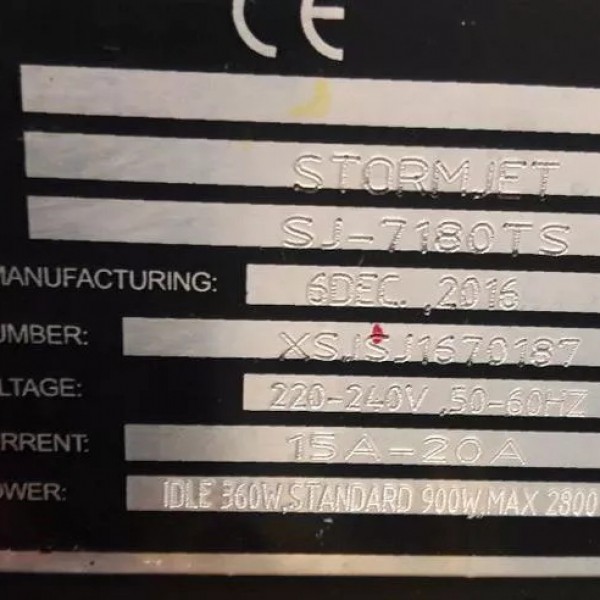 CE
STORMJET
SJ-7180TS
MANUFACTURING: 6DEC. ,2016
UMBER: XSJSJ1670187
LTAGE: 220-240V ,50-60HZ
RRENT: 15A-20A
OWER: IDLE 360W,STANDARD 900W,MAX 2800